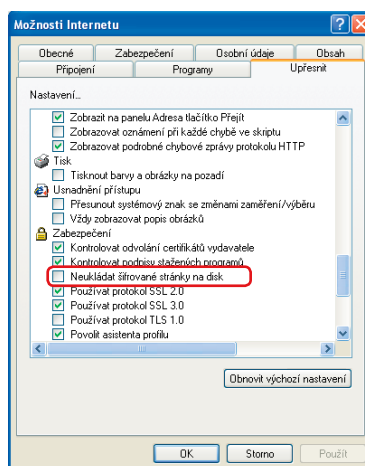 Možnosti Internetu
Obecné Zabezpečení Osobní údaje Obsah
Připojení Programy Upřesnit
Nastavení...
Zobrazit na panelu Adresa tlačítko Přejít
Zobrazovat oznámení při každé chybě ve skriptu
Zobrazovat podrobné chybové zprávy protokolu HTTP
Tisk
Tisknout barvy a obrázky na pozadí
Usnadnění přístupu
Přesunout systémový znak se změnami zaměření/výběru
Vždy zobrazovat popis obrázků
Zabezpečení
Kontrolovat odvolání certifikátů vydavatele
Kontrolovat podpisy stažených programů
Neukládat šifrované stránky na disk
Používat protokol SSL 2.0
Používat protokol SSL 3.0
Používat protokol TLS 1.0
Povolit asistenta profilu
Obnovit výchozí nastavení
OK Storno Použít